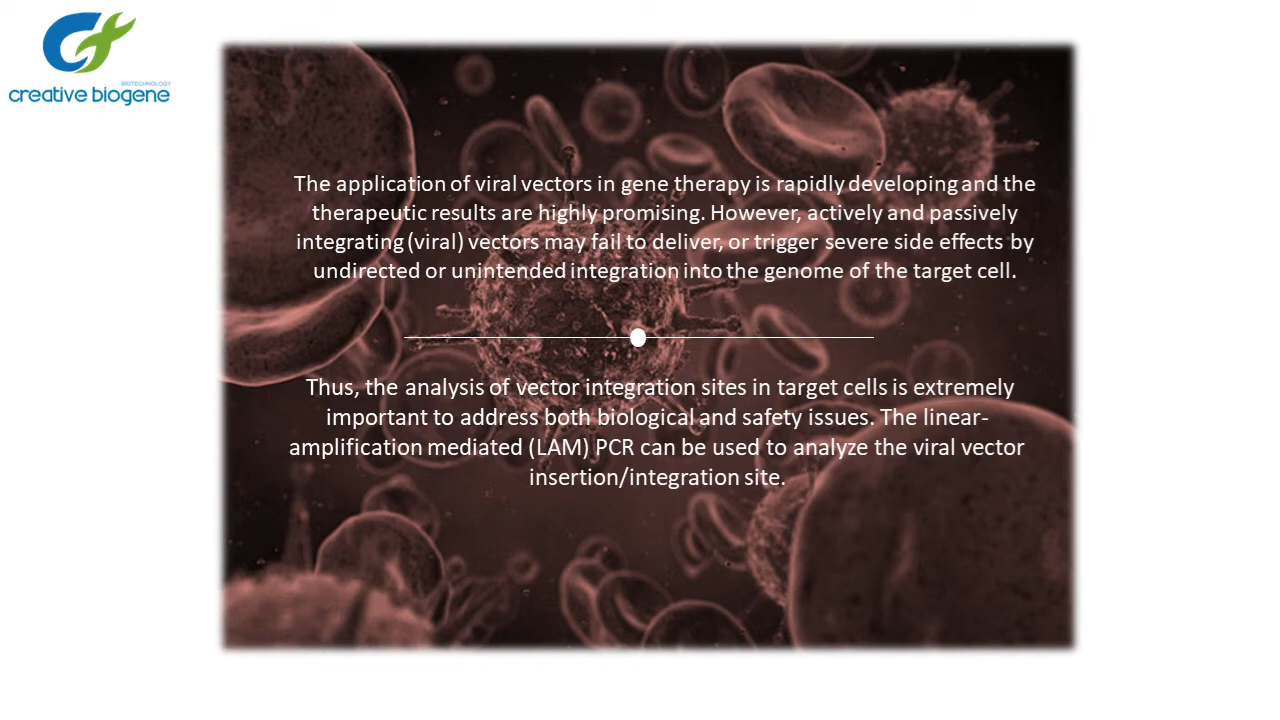 BIOTECHNOLOGY
creative biogene
The application of viral vectors in gene therapy is rapidly developing and the
therapeutic results are highly promising. However, actively and passively
integrating (viral) vectors may fail to deliver, or trigger severe side effects by
undirected or unintended integration into the genome of the target cell.
Thus, the analysis of vector integration sites in target cells is extremely
important to address both biological and safety issues. The linear-
amplification mediated (LAM) PCR can be used to analyze the viral vector
insertion/integration site.